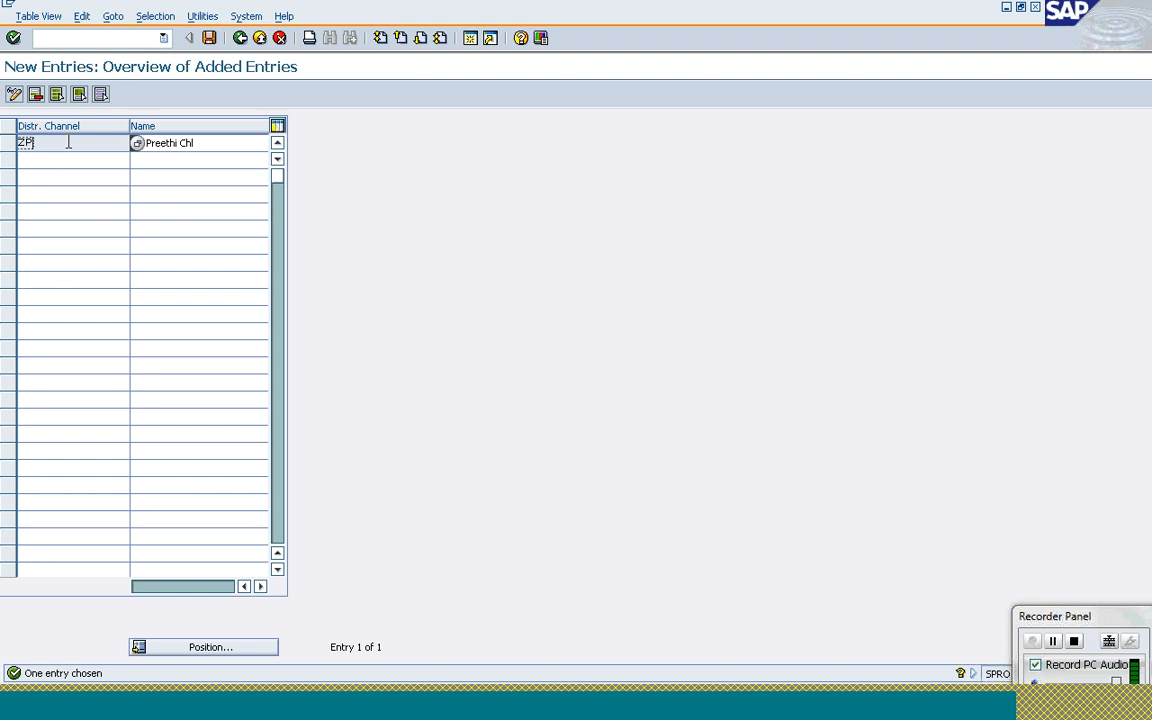 Table View Edit Goto Selection Utilities System Help
SAP
New Entries: Overview of Added Entries
Distr. Channel Name
ZP Preethi Chl
Position... Entry 1 of 1
One entry chosen
SPRO
Recorder Panel
Record PC Audio